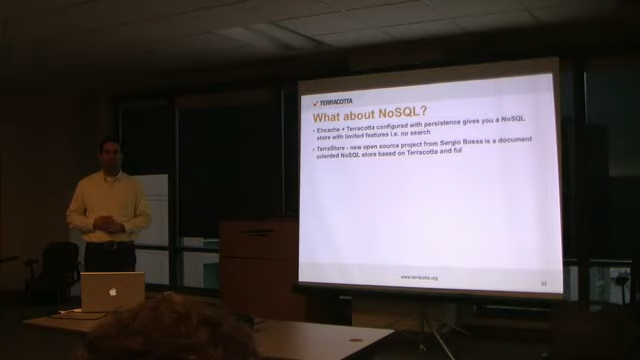 TERRACOTTA
What about NoSQL?
• Ehcache + Terracotta configured with persistence gives you a NoSQL
store with limited features i.e. no search
• TerraStore - new open source project from Sergio Bossa is a document
oriented NoSQL store based on Terracotta and ful
www.terracotta.org